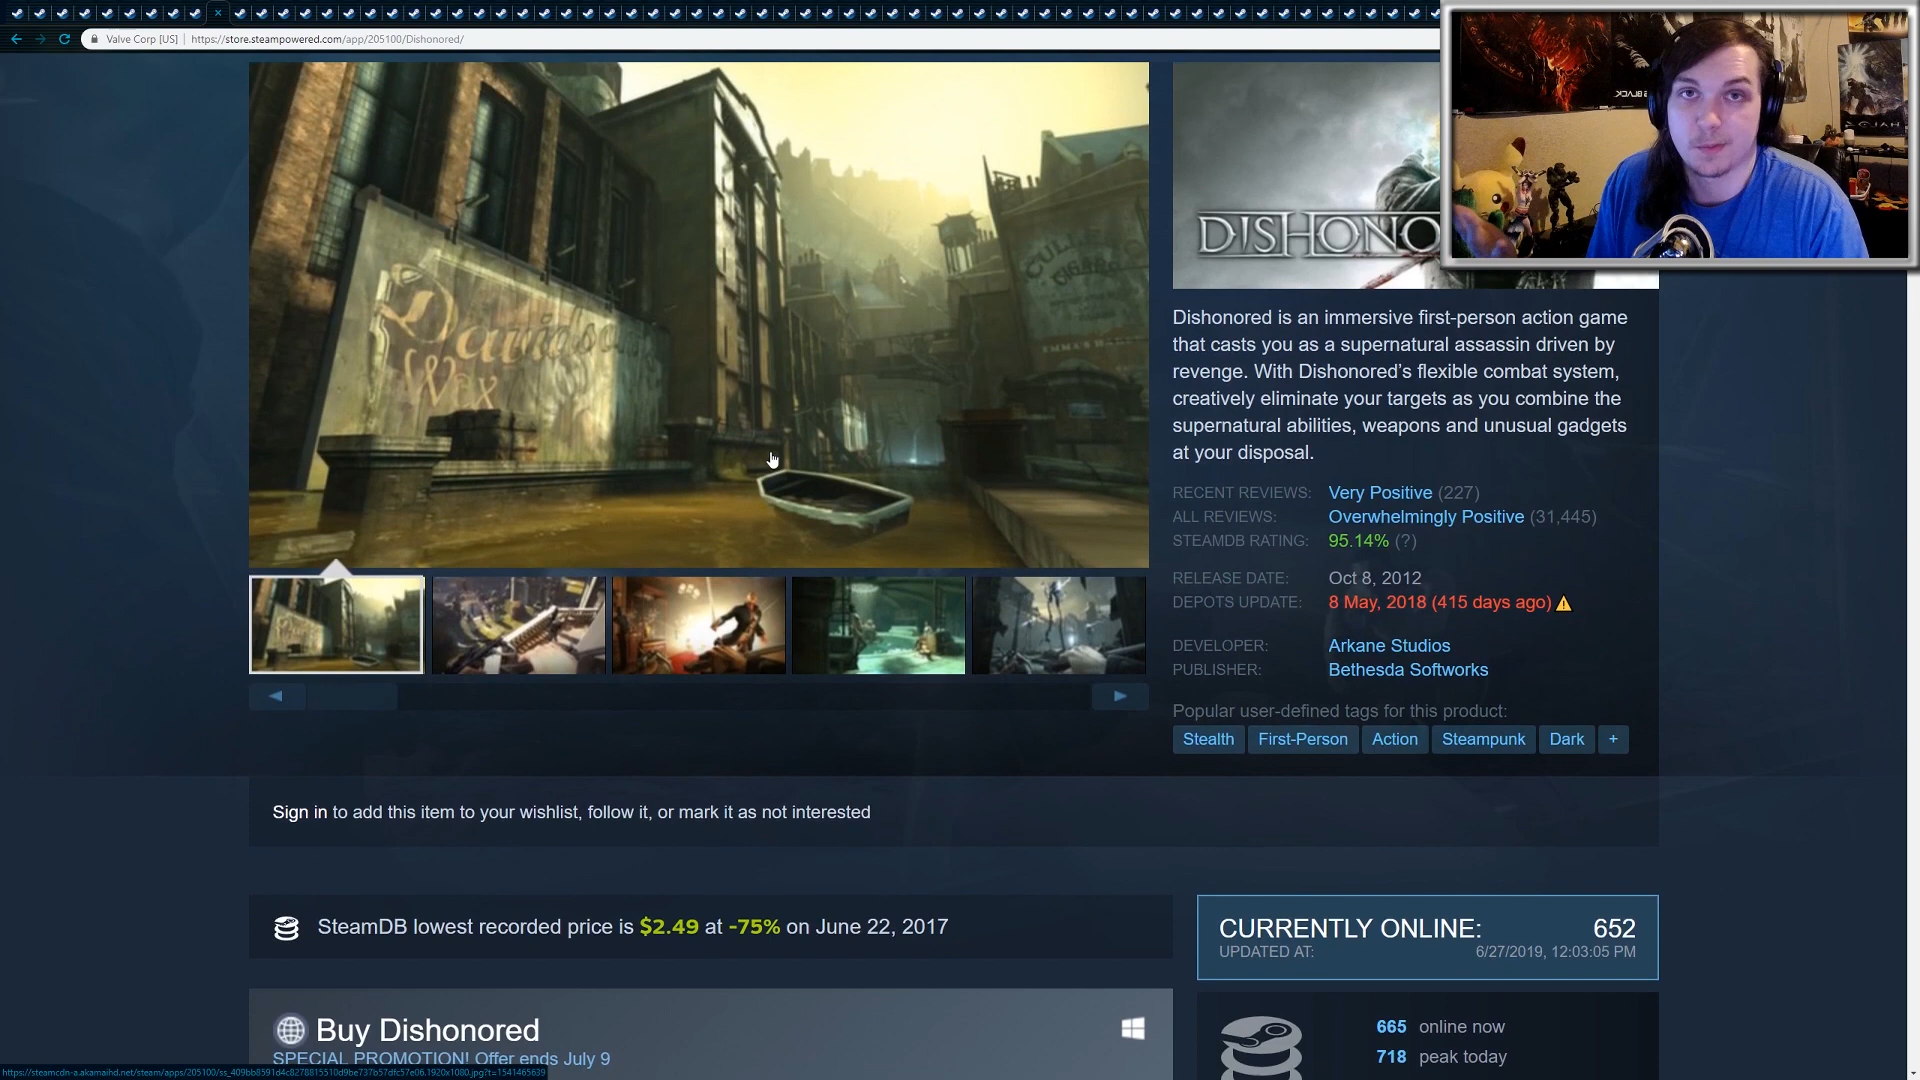 Valve Corp [US] | https://store.steampowered.com/app/205100/Dishonored/
Davidson
Wax
DISHONO
HALO
Dishonored is an immersive first-person action game
that casts you as a supernatural assassin driven by
revenge. With Dishonored’s flexible combat system,
creatively eliminate your targets as you combine the
supernatural abilities, weapons and unusual gadgets
at your disposal.
RECENT REVIEWS: Very Positive (227)
ALL REVIEWS: Overwhelmingly Positive (31,445)
STEAMDB RATING: 95.14% (?)
RELEASE DATE: Oct 8, 2012
DEPOTS UPDATE: 8 May, 2018 (415 days ago)
DEVELOPER: Arkane Studios
PUBLISHER: Bethesda Softworks
Popular user-defined tags for this product:
Stealth First-Person Action Steampunk Dark +
Sign in to add this item to your wishlist, follow it, or mark it as not interested
SteamDB lowest recorded price is $2.49 at -75% on June 22, 2017
CURRENTLY ONLINE: 652
UPDATED AT: 6/27/2019, 12:03:05 PM
Buy Dishonored
SPECIAL PROMOTION! Offer ends July 9
665 online now
718 peak today